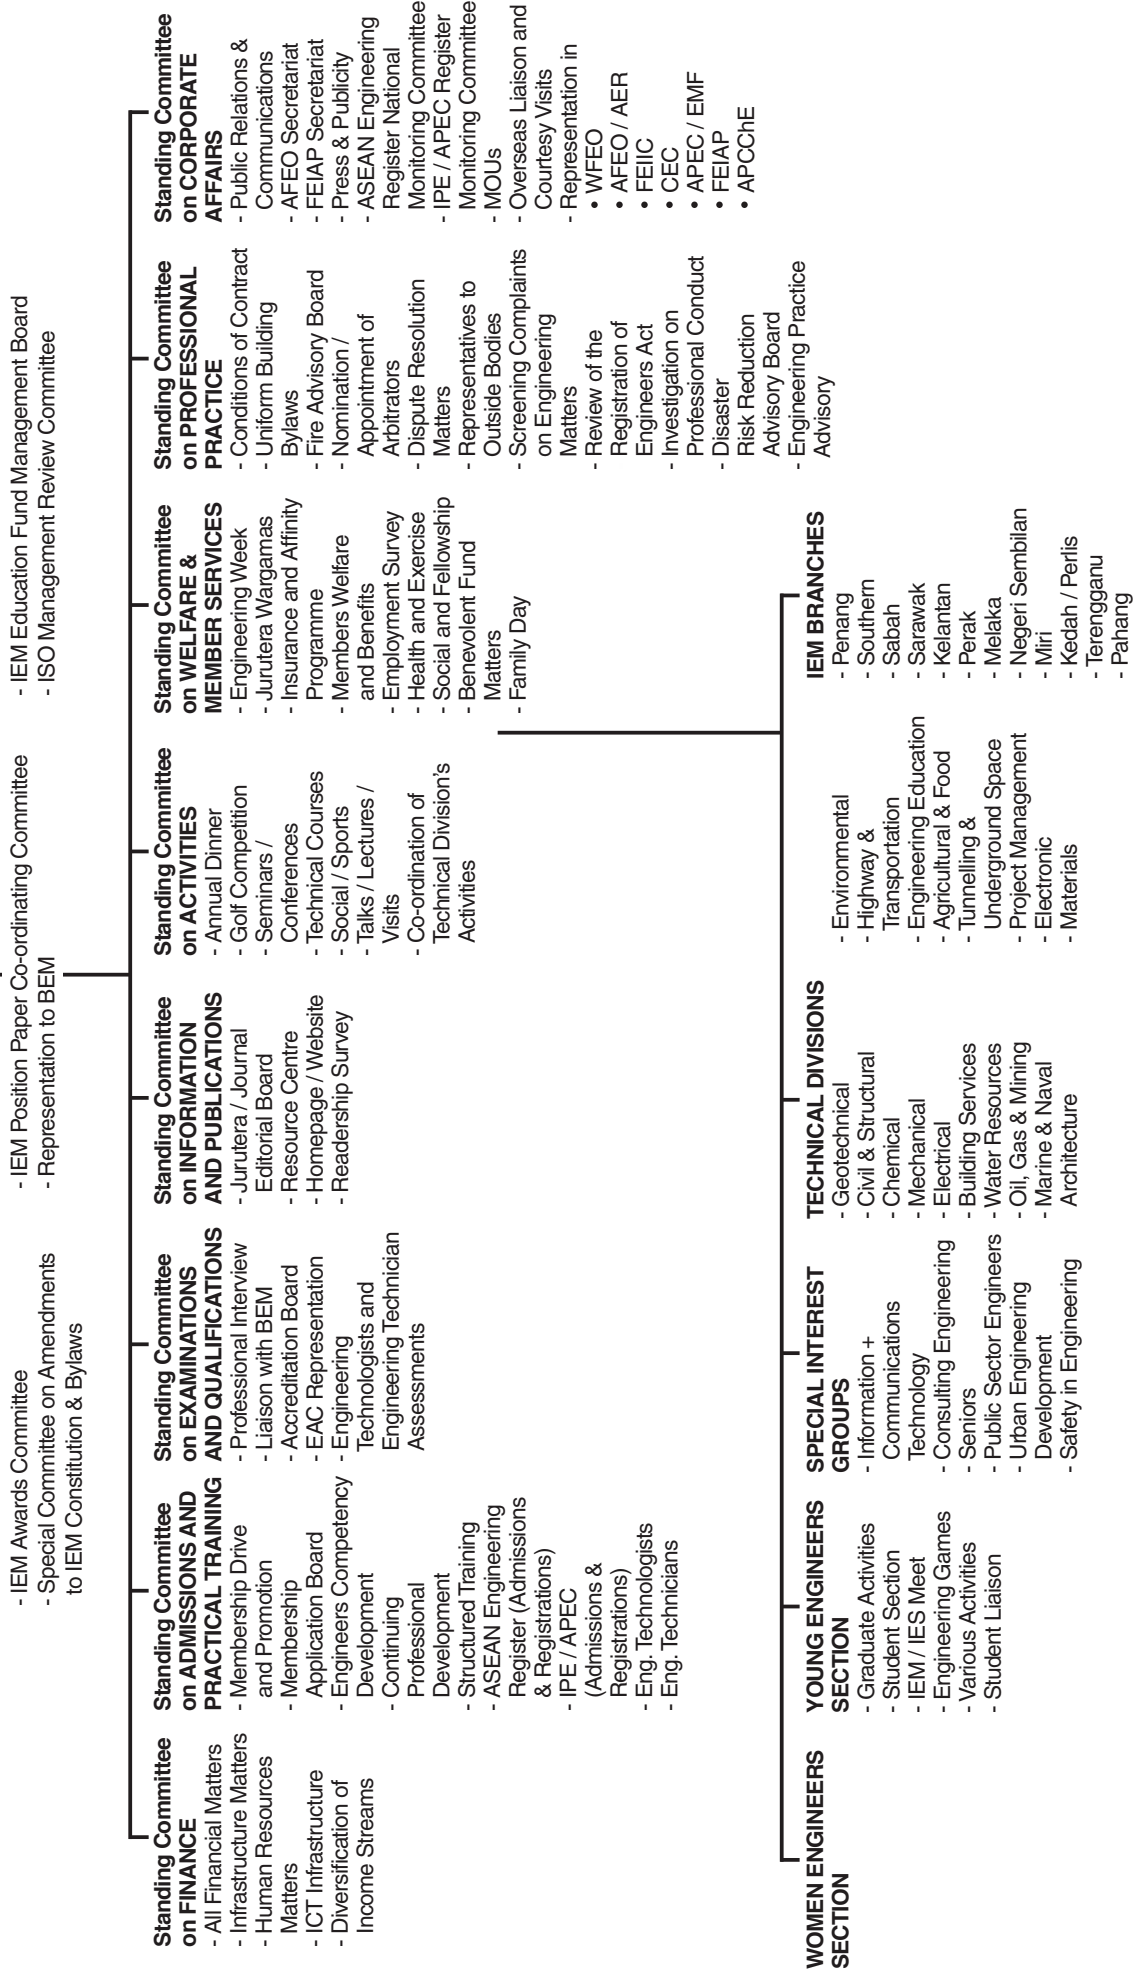 - IEM Awards Committee
- Special Committee on Amendments
to IEM Constitution & Bylaws
- IEM Position Paper Co-ordinating Committee
- Representation to BEM
- IEM Education Fund Management Board
- ISO Management Review Committee
Standing Committee
on FINANCE
- All Financial Matters
- Infrastructure Matters
- Human Resources
Matters
- ICT Infrastructure
- Diversification of
Income Streams
Standing Committee
on ADMISSIONS AND
PRACTICAL TRAINING
- Membership Drive
and Promotion
- Membership
Application Board
- Engineers Competency
Development
- Continuing
Professional
Development
- Structured Training
- ASEAN Engineering
Register (Admissions
& Registrations)
- IPE / APEC
(Admissions &
Registrations)
- Eng. Technologists
- Eng. Technicians
Standing Committee
on EXAMINATIONS
AND QUALIFICATIONS
- Professional Interview
- Liaison with BEM
- Accreditation Board
- EAC Representation
- Engineering
Technologists and
Engineering Technician
Assessments
Standing Committee
on INFORMATION
AND PUBLICATIONS
- Jurutera / Journal
Editorial Board
- Resource Centre
- Homepage / Website
- Readership Survey
Standing Committee
on ACTIVITIES
- Annual Dinner
- Golf Competition
- Seminars /
Conferences
- Technical Courses
- Social / Sports
- Talks / Lectures /
Visits
- Co-ordination of
Technical Division's
Activities
Standing Committee
on WELFARE &
MEMBER SERVICES
- Engineering Week
- Jurutera Wargamas
- Insurance and Affinity
Programme
- Members Welfare
and Benefits
- Employment Survey
- Health and Exercise
- Social and Fellowship
- Benevolent Fund
Matters
- Family Day
Standing Committee
on PROFESSIONAL
PRACTICE
- Conditions of Contract
- Uniform Building
Bylaws
- Fire Advisory Board
- Nomination /
Appointment of
Arbitrators
- Dispute Resolution
Matters
- Representatives to
Outside Bodies
- Screening Complaints
on Engineering
Matters
- Review of the
Registration of
Engineers Act
- Investigation on
Professional Conduct
- Disaster
Risk Reduction
Advisory Board
- Engineering Practice
Advisory
Standing Committee
on CORPORATE
AFFAIRS
- Public Relations &
Communications
- AFEO Secretariat
- FEIAP Secretariat
- Press & Publicity
- ASEAN Engineering
Register National
Monitoring Committee
- IPE / APEC Register
Monitoring Committee
- MOUs
- Overseas Liaison and
Courtesy Visits
- Representation in
• WFEO
• AFEO / AER
• FEIIC
• CEC
• APEC / EMF
• FEIAP
• APCChE
WOMEN ENGINEERS
SECTION
YOUNG ENGINEERS
SECTION
- Graduate Activities
- Student Section
- IEM / IES Meet
- Engineering Games
- Various Activities
- Student Liaison
SPECIAL INTEREST
GROUPS
- Information +
Communications
Technology
- Consulting Engineering
- Seniors
- Public Sector Engineers
- Urban Engineering
Development
- Safety in Engineering
TECHNICAL DIVISIONS
- Geotechnical
- Civil & Structural
- Chemical
- Mechanical
- Electrical
- Building Services
- Water Resources
- Oil, Gas & Mining
- Marine & Naval
Architecture
- Environmental
- Highway &
Transportation
- Engineering Education
- Agricultural & Food
- Tunnelling &
Underground Space
- Project Management
- Electronic
- Materials
IEM BRANCHES
- Penang
- Southern
- Sabah
- Sarawak
- Kelantan
- Perak
- Melaka
- Negeri Sembilan
- Miri
- Kedah / Perlis
- Terengganu
- Pahang